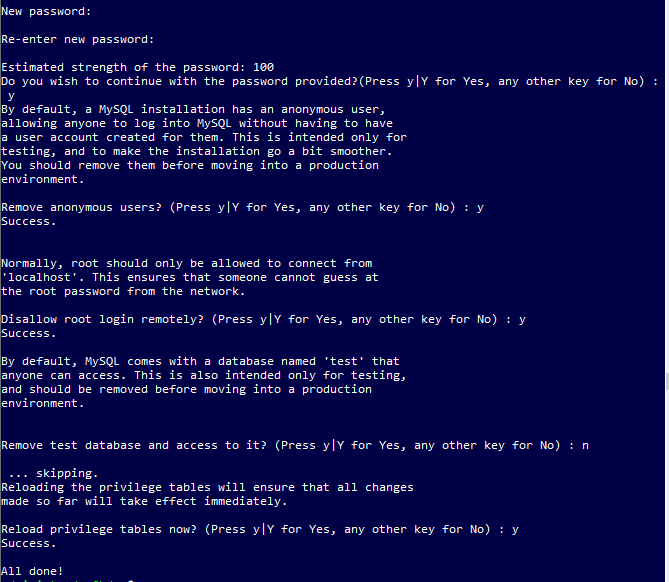 New password:
Re-enter new password:
Estimated strength of the password: 100
Do you wish to continue with the password provided?(Press y|Y for Yes, any other key for No) :
y
By default, a MySQL installation has an anonymous user,
allowing anyone to log into MySQL without having to have
a user account created for them. This is intended only for
testing, and to make the installation go a bit smoother.
You should remove them before moving into a production
environment.
Remove anonymous users? (Press y|Y for Yes, any other key for No) : y
Success.
Normally, root should only be allowed to connect from
'localhost'. This ensures that someone cannot guess at
the root password from the network.
Disallow root login remotely? (Press y|Y for Yes, any other key for No) : y
Success.
By default, MySQL comes with a database named 'test' that
anyone can access. This is also intended only for testing,
and should be removed before moving into a production
environment.
Remove test database and access to it? (Press y|Y for Yes, any other key for No) : n
... skipping.
Reloading the privilege tables will ensure that all changes
made so far will take effect immediately.
Reload privilege tables now? (Press y|Y for Yes, any other key for No) : y
Success.
All done!